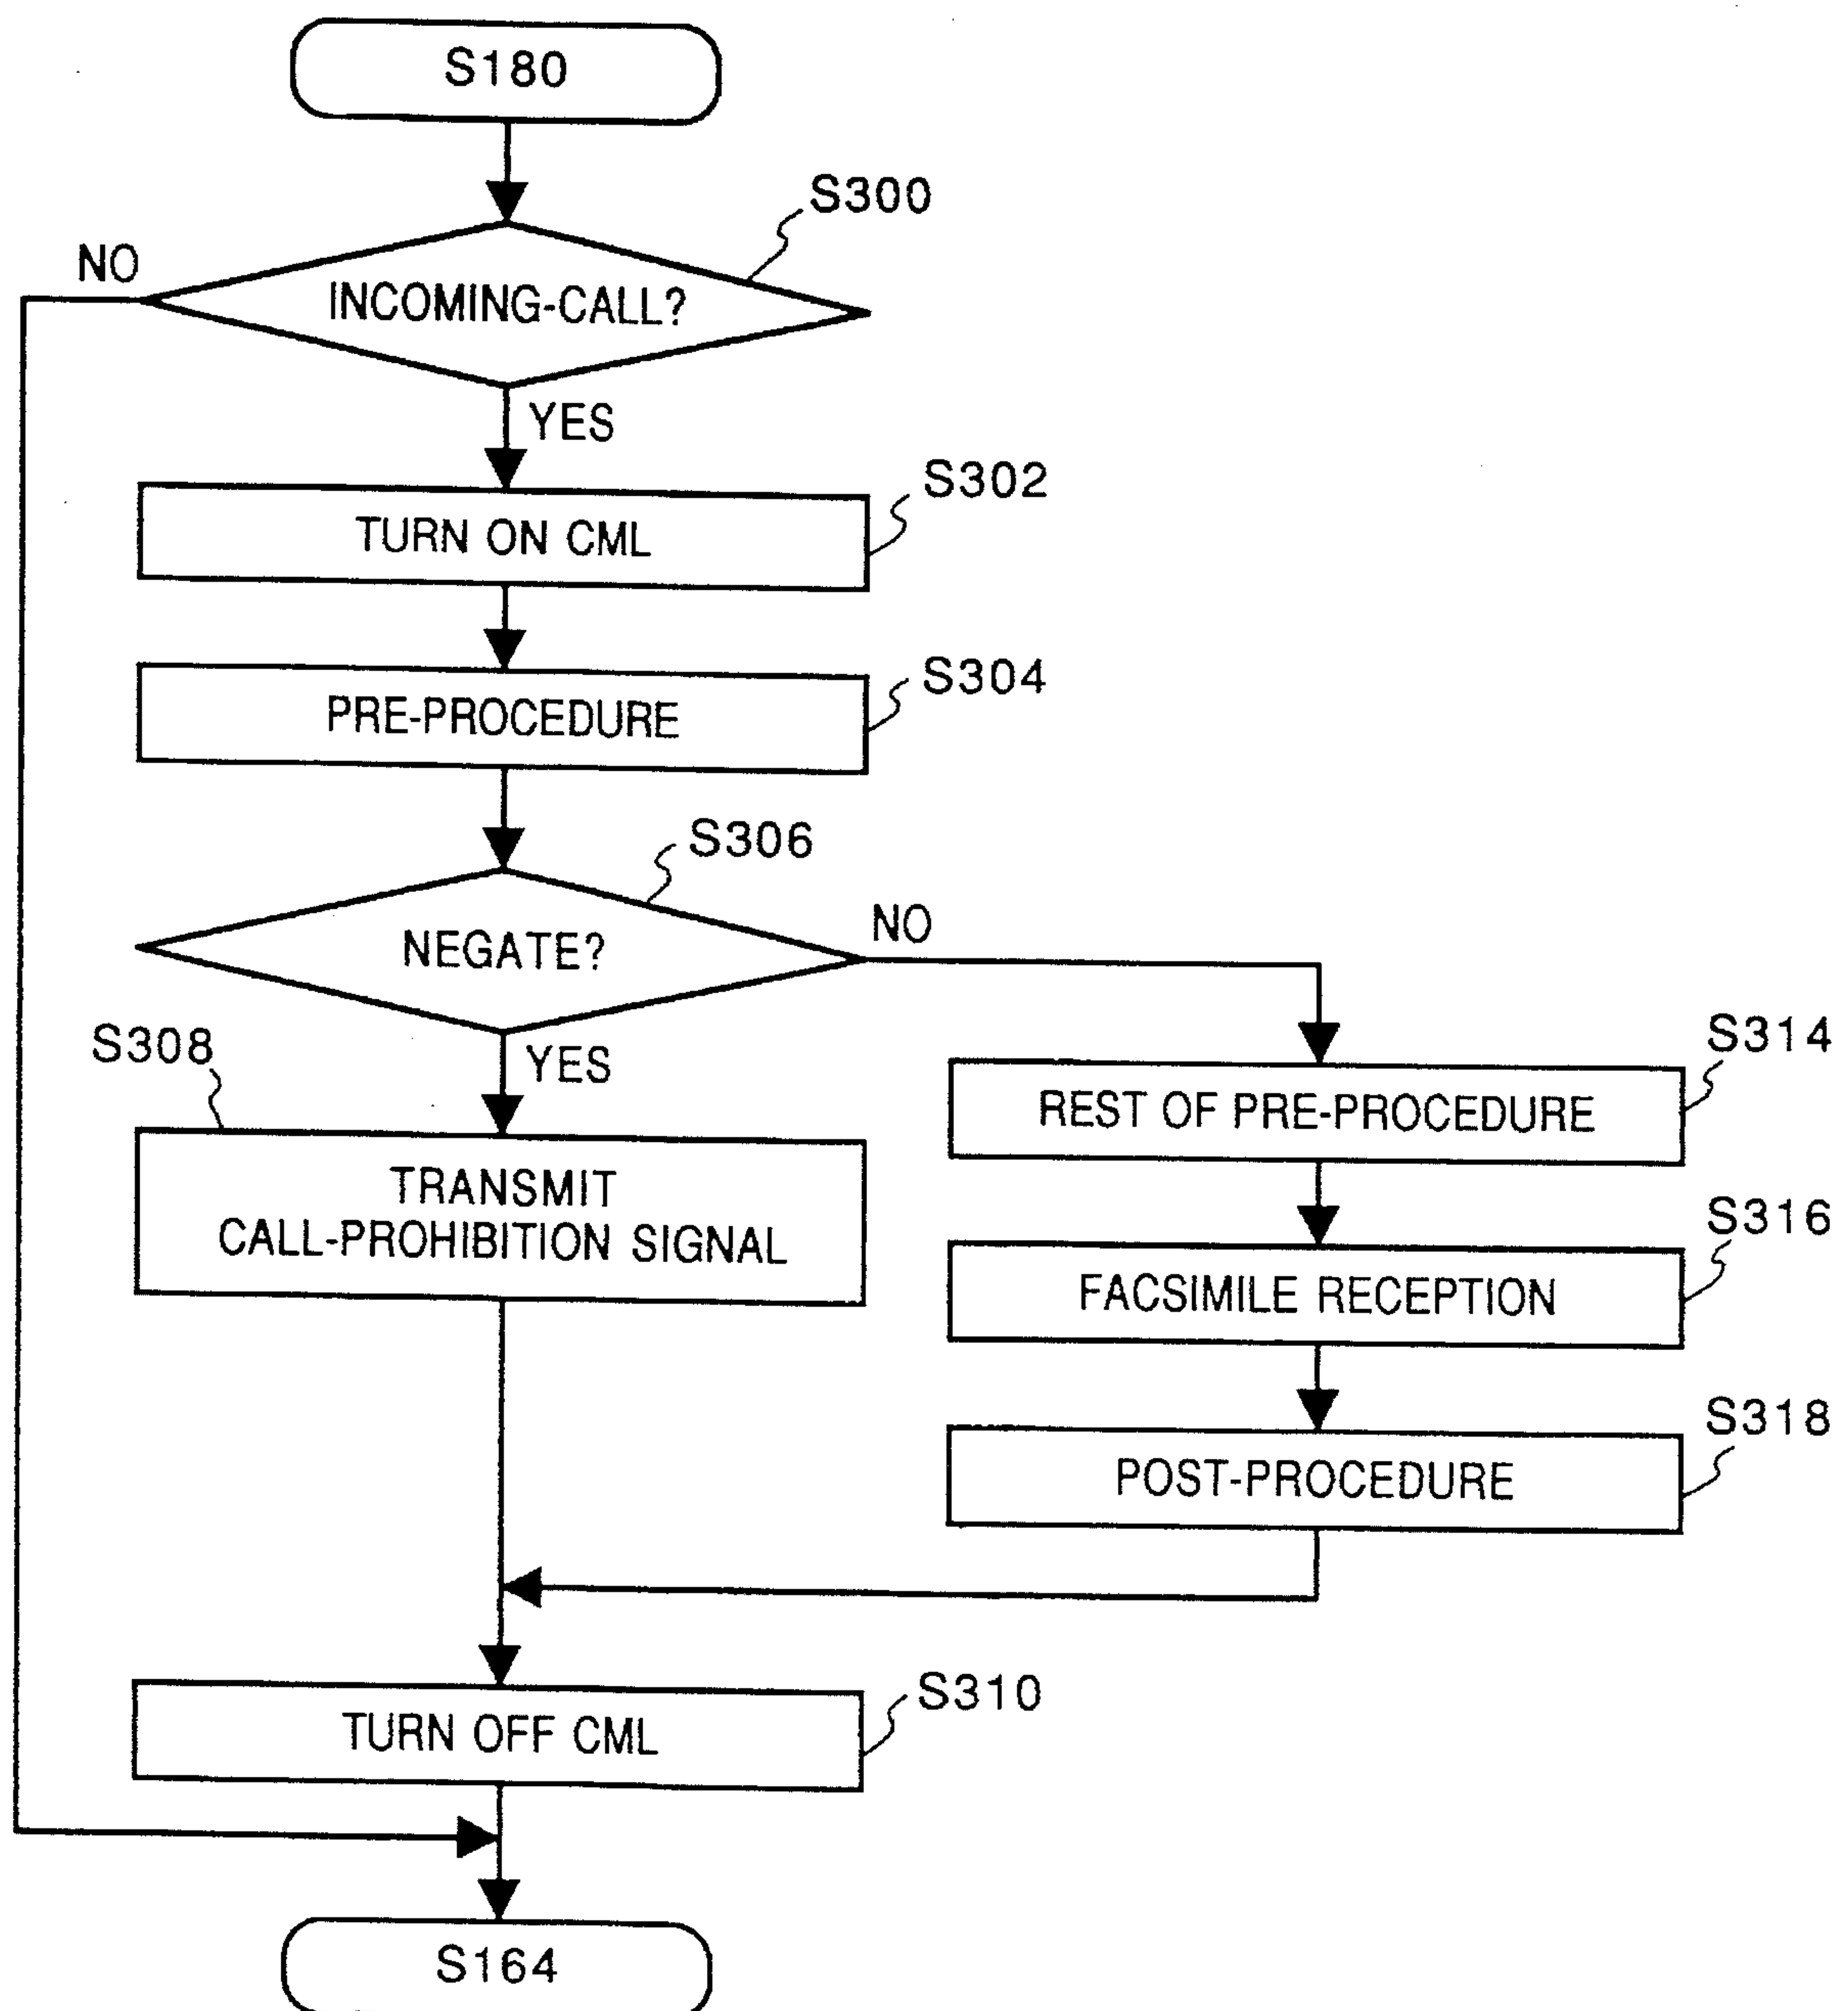 S180
S300
NO
INCOMING-CALL?
YES
S302
TURN ON CML
S304
PRE-PROCEDURE
S306
NO
NEGATE?
S308
YES
S314
REST OF PRE-PROCEDURE
TRANSMIT
CALL-PROHIBITION SIGNAL
S316
FACSIMILE RECEPTION
S318
POST-PROCEDURE
S310
TURN OFF CML
S164